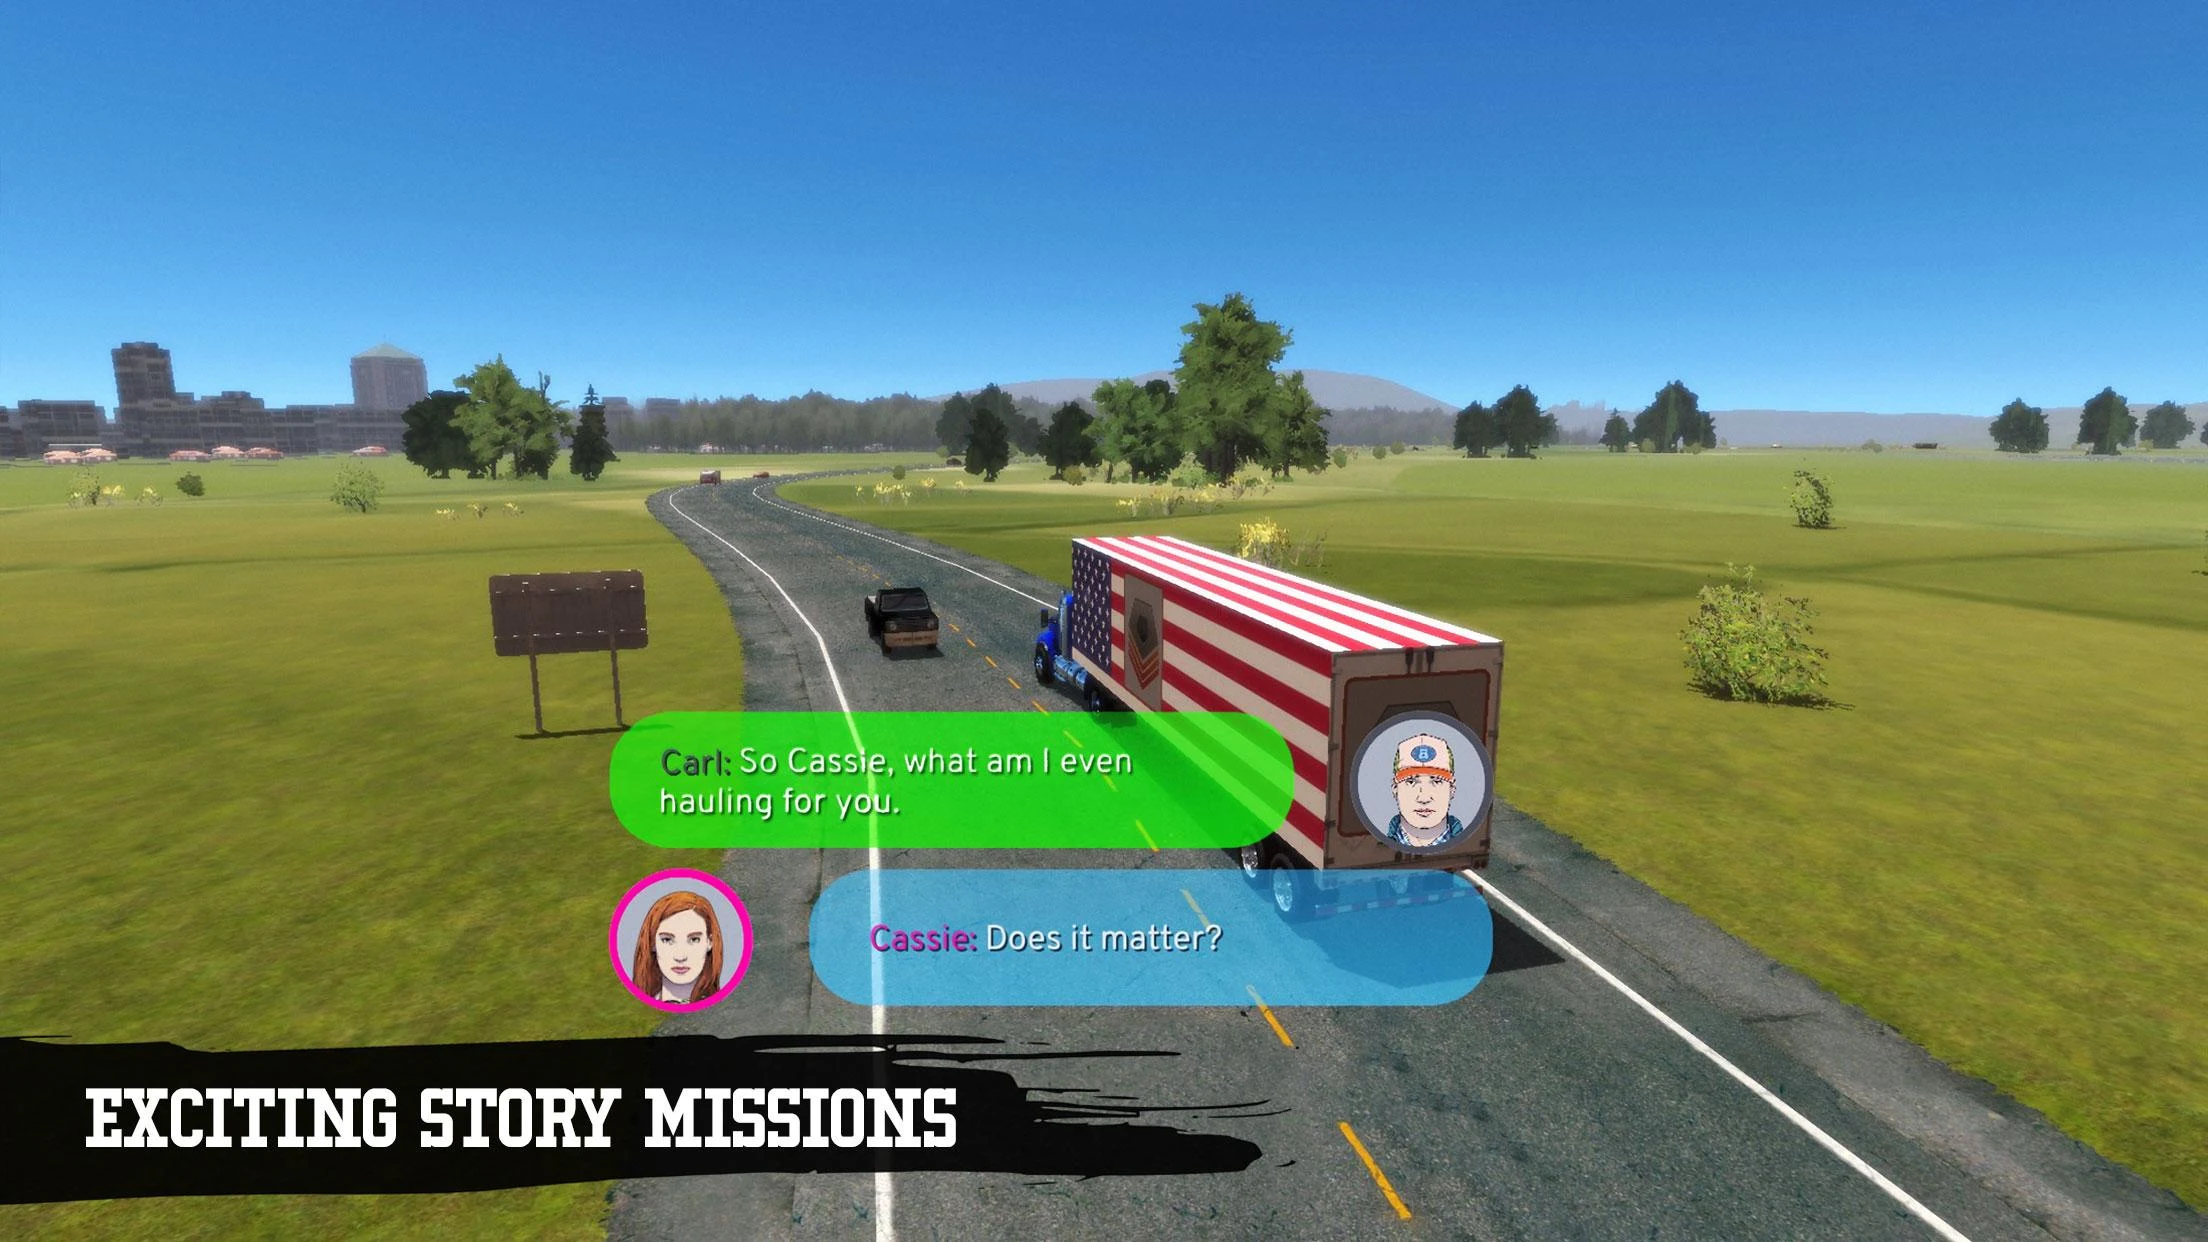 Carl: So Cassie, what am I even
hauling for you.
Cassie: Does it matter?
EXCITING STORY MISSIONS